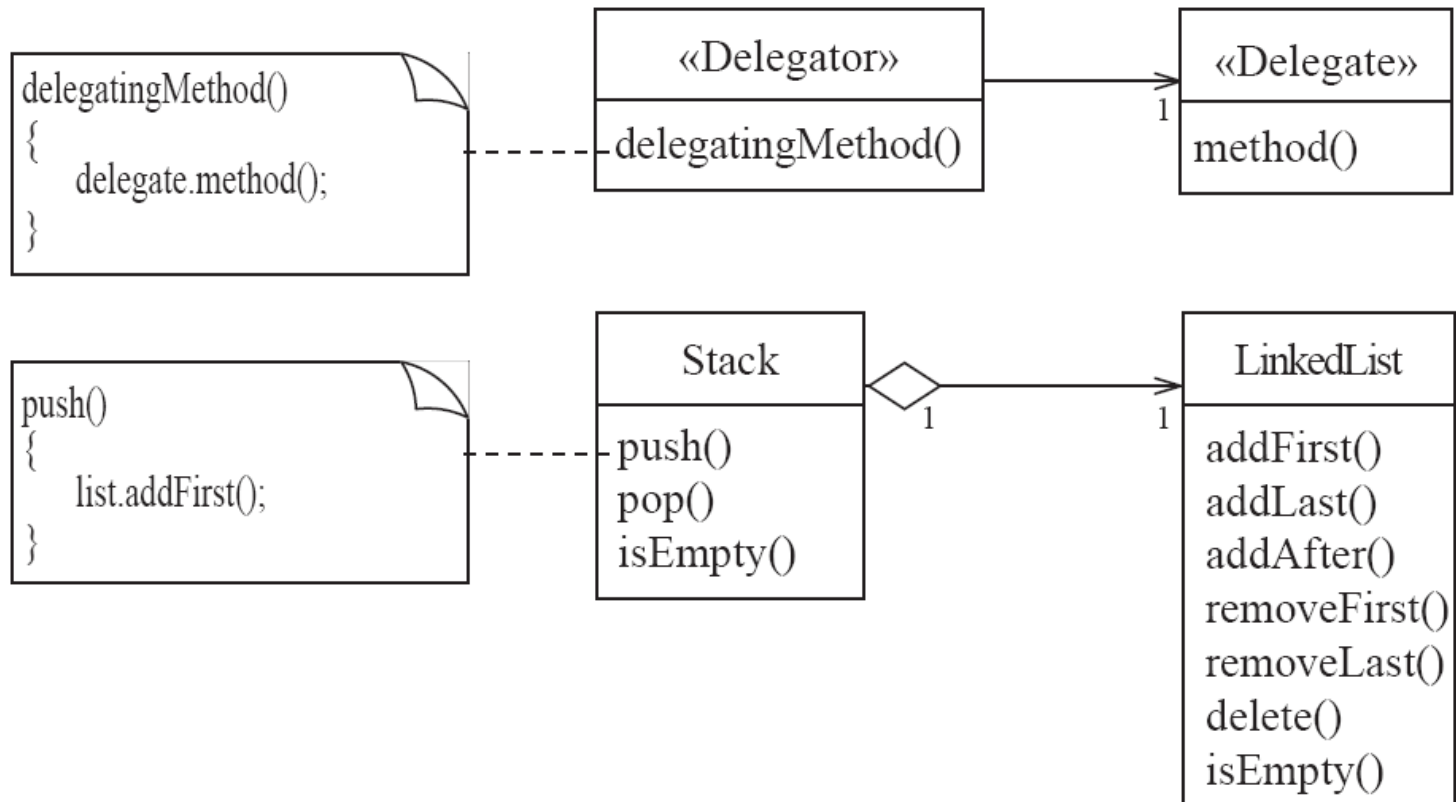 delegatingMethod()
{
delegate.method();
}
«Delegator»
delegatingMethod()
1
«Delegate»
method()
push()
{
list.addFirst();
}
Stack
push()
pop()
isEmpty()
1
1
LinkedList
addFirst()
addLast()
addAfter()
removeFirst()
removeLast()
delete()
isEmpty()